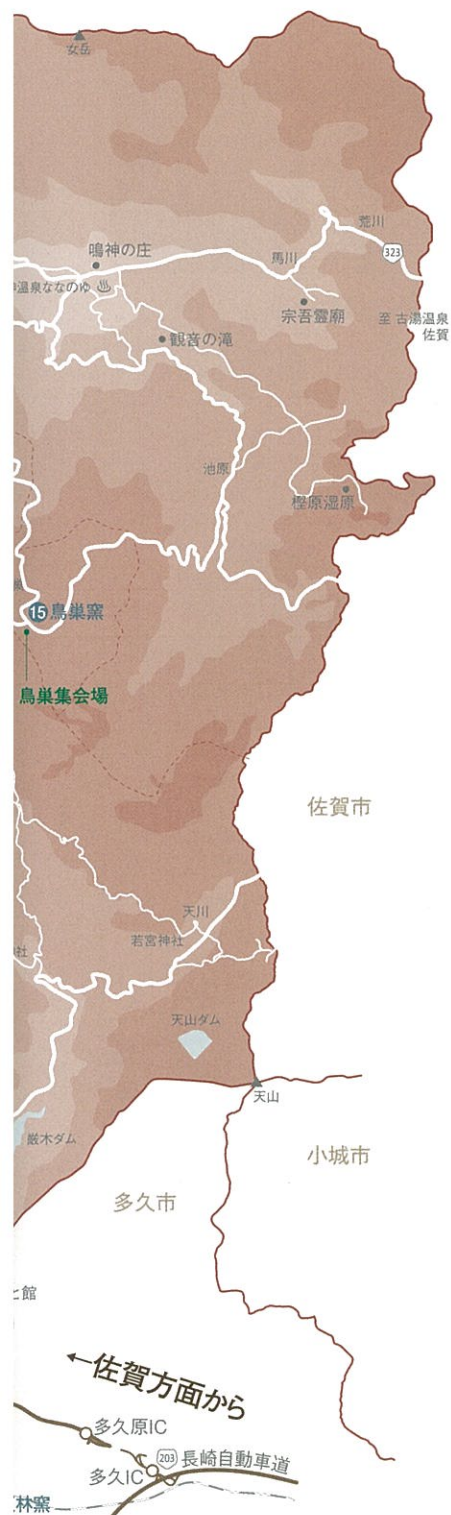 女岳
荒川
323
鳴神の庄
馬川
温泉ななのゆ
宗吾霊廟
至 古湯温泉
佐賀
観音の滝
池原
樫原湿原
15 鳥巣窯
鳥巣集会場
佐賀市
天川
若宮神社
社
天山ダム
天山
厳木ダム
小城市
多久市
と館
←佐賀方面から
多久原IC
203 長崎自動車道
多久IC
林窯